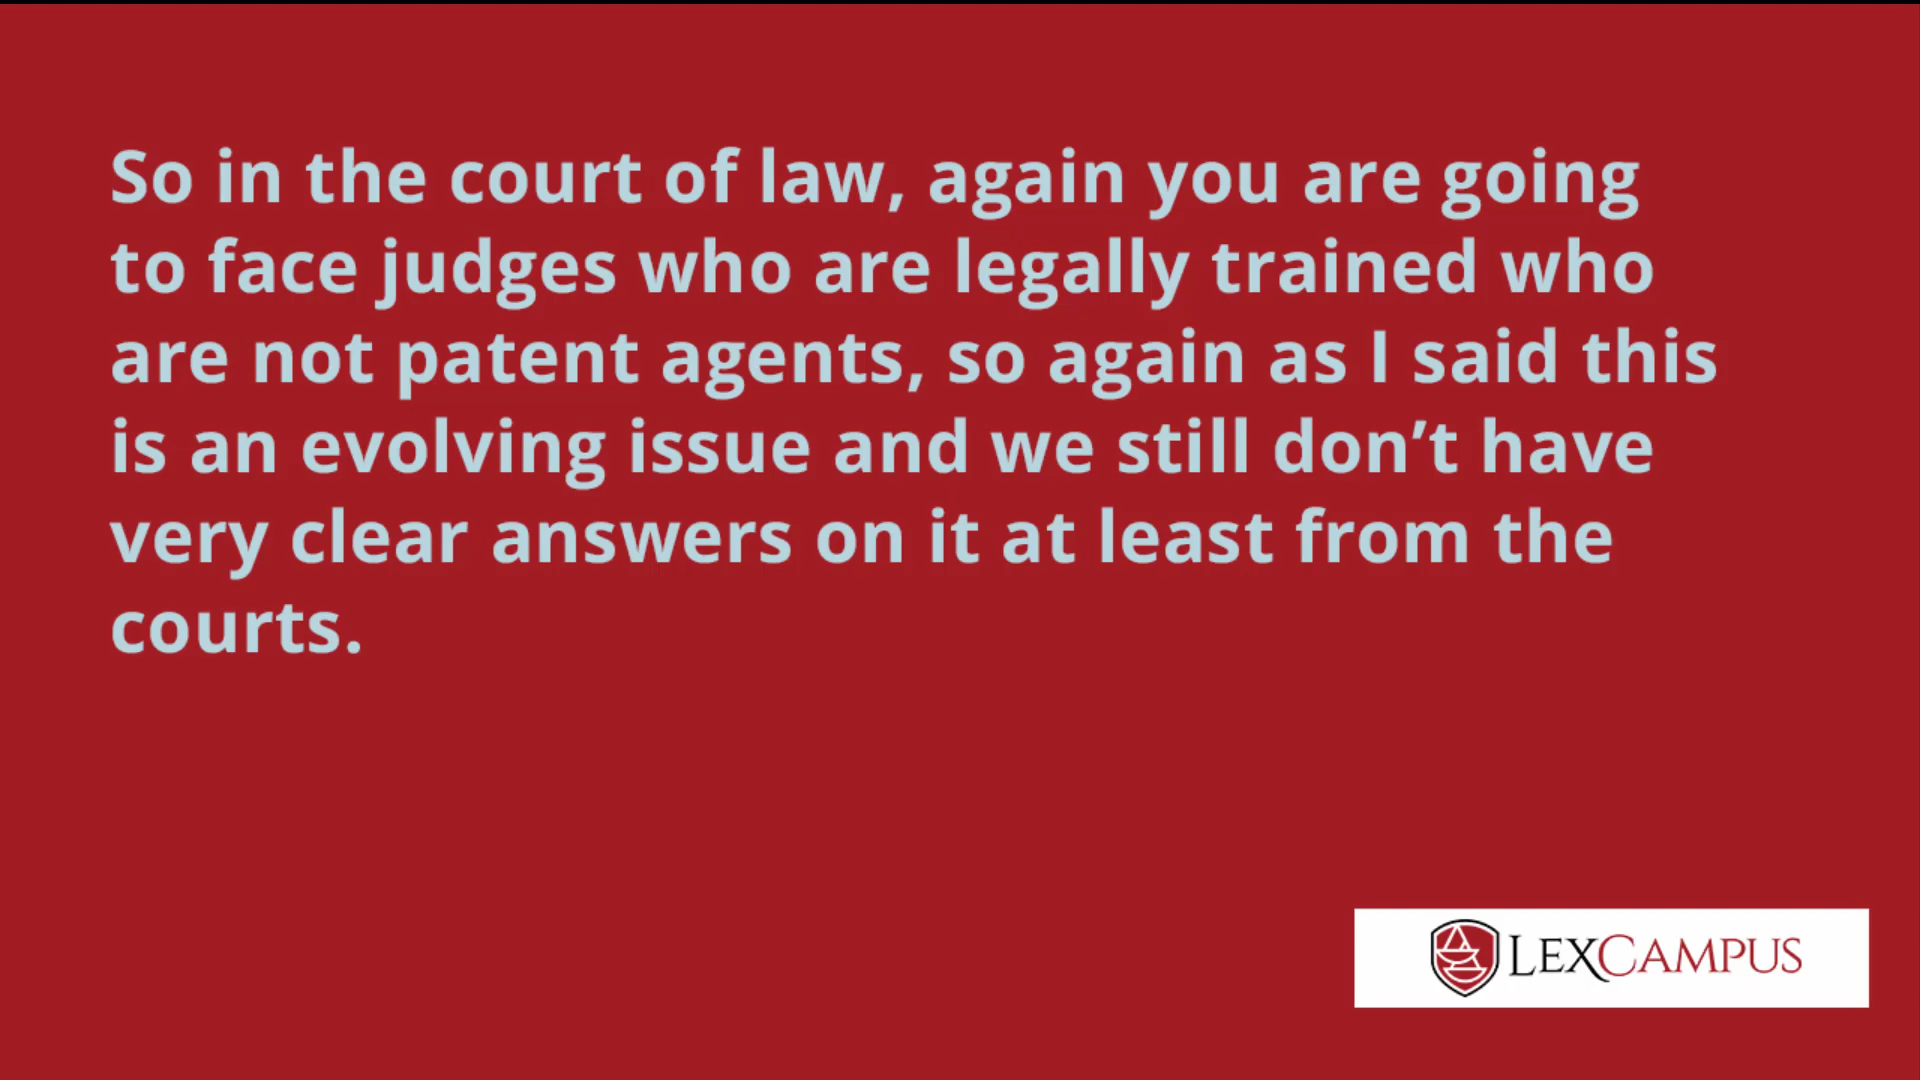 So in the court of law, again you are going
to face judges who are legally trained who
are not patent agents, so again as I said this
is an evolving issue and we still don’t have
very clear answers on it at least from the
courts.
LEXCAMPUS